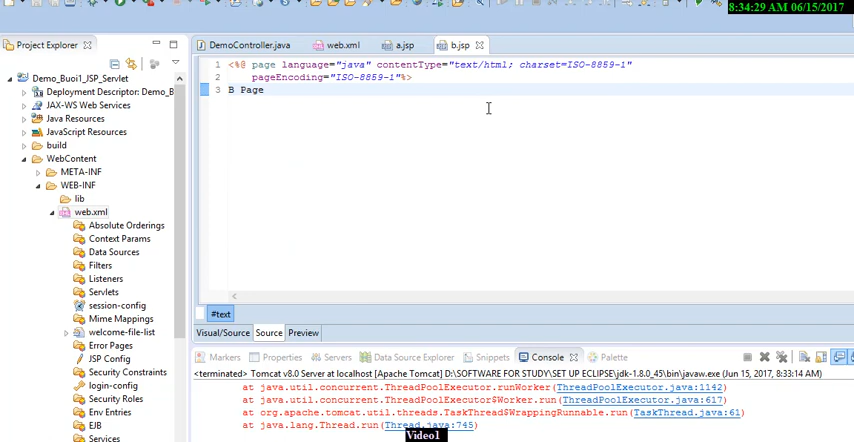 8:34:29 AM 06/15/2017
Project Explorer
DemoController.java
web.xml
a.jsp
b.jsp
Demo_Buoi1_JSP_Servlet
Deployment Descriptor: Demo_B
JAX-WS Web Services
Java Resources
JavaScript Resources
build
WebContent
META-INF
WEB-INF
lib
web.xml
Absolute Orderings
Context Params
Data Sources
Filters
Listeners
Servlets
session-config
Mime Mappings
welcome-file-list
Error Pages
JSP Config
Security Constraints
login-config
Security Roles
Env Entries
EJB
Services
1 <%@ page language="java" contentType="text/html; charset=ISO-8859-1"
2 pageEncoding="ISO-8859-1"%>
3 B Page
#text
Visual/Source Source Preview
Markers Properties Servers Data Source Explorer Snippets Console Palette
<terminated> Tomcat v8.0 Server at localhost [Apache Tomcat] D:\SOFTWARE FOR STUDY\SET UP ECLIPSE\jdk-1.8.0_45\bin\javaw.exe (Jun 15, 2017, 8:33:14 AM)
at java.util.concurrent.ThreadPoolExecutor.runWorker(ThreadPoolExecutor.java:1142)
at java.util.concurrent.ThreadPoolExecutor$Worker.run(ThreadPoolExecutor.java:617)
at org.apache.tomcat.util.threads.TaskThread$WrappingRunnable.run(TaskThread.java:61)
at java.lang.Thread.run(Thread.java:745)
Video1